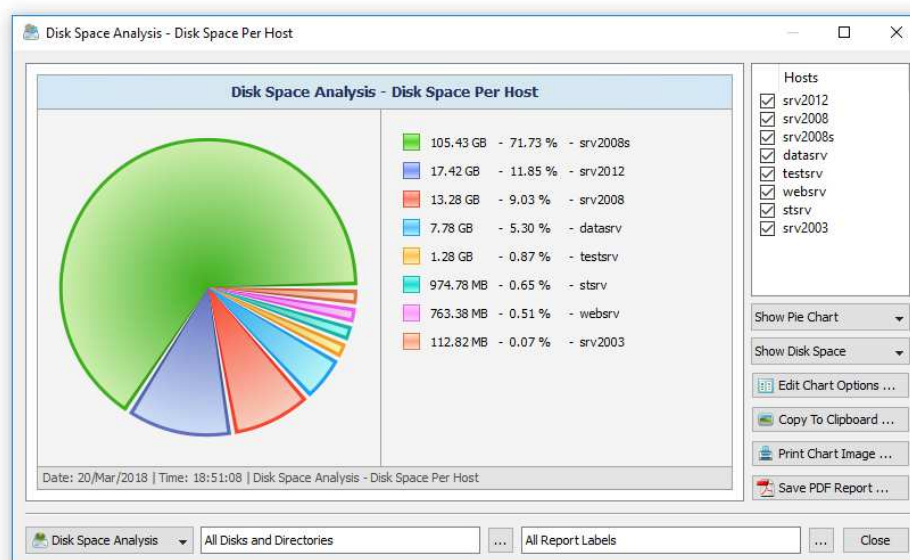 Disk Space Analysis - Disk Space Per Host
Disk Space Analysis - Disk Space Per Host
105.43 GB - 71.73 % - srv2008s
17.42 GB - 11.85 % - srv2012
13.28 GB - 9.03 % - srv2008
7.78 GB - 5.30 % - datasrv
1.28 GB - 0.87 % - testsrv
974.78 MB - 0.65 % - stsrv
763.38 MB - 0.51 % - websrv
112.82 MB - 0.07 % - srv2003
Date: 20/Mar/2018 | Time: 18:51:08 | Disk Space Analysis - Disk Space Per Host
Hosts
srv2012
srv2008
srv2008s
datasrv
testsrv
websrv
stsrv
srv2003
Show Pie Chart
Show Disk Space
Edit Chart Options ...
Copy To Clipboard ...
Print Chart Image ...
Save PDF Report ...
Disk Space Analysis
All Disks and Directories
...
All Report Labels
...
Close